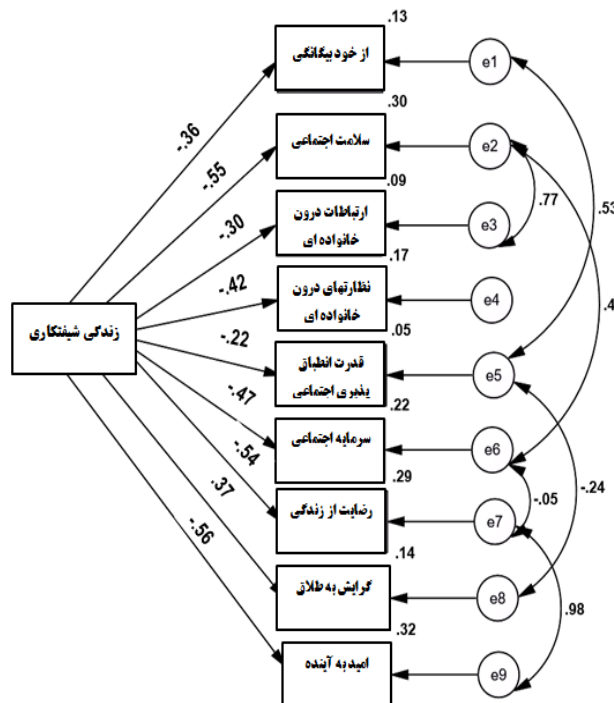 .13
از خود بیگانگی
e1
-.36
.30
سلامت اجتماعی
e2
-.55
.09
ارتباطات درون
خانواده ای
e3
.77
.53
-.30
.17
نظارتهای درون
خانواده ای
e4
.4
-.42
زندگی شیفتکاری
.05
قدرت انطباق
پذیری اجتماعی
e5
-.22
.22
سرمایه اجتماعی
e6
-.47
.29
رضایت از زندگی
e7
-.05
-.24
-.54
.14
گرایش به طلاق
e8
.37
.98
.32
امید به آینده
e9
-.56